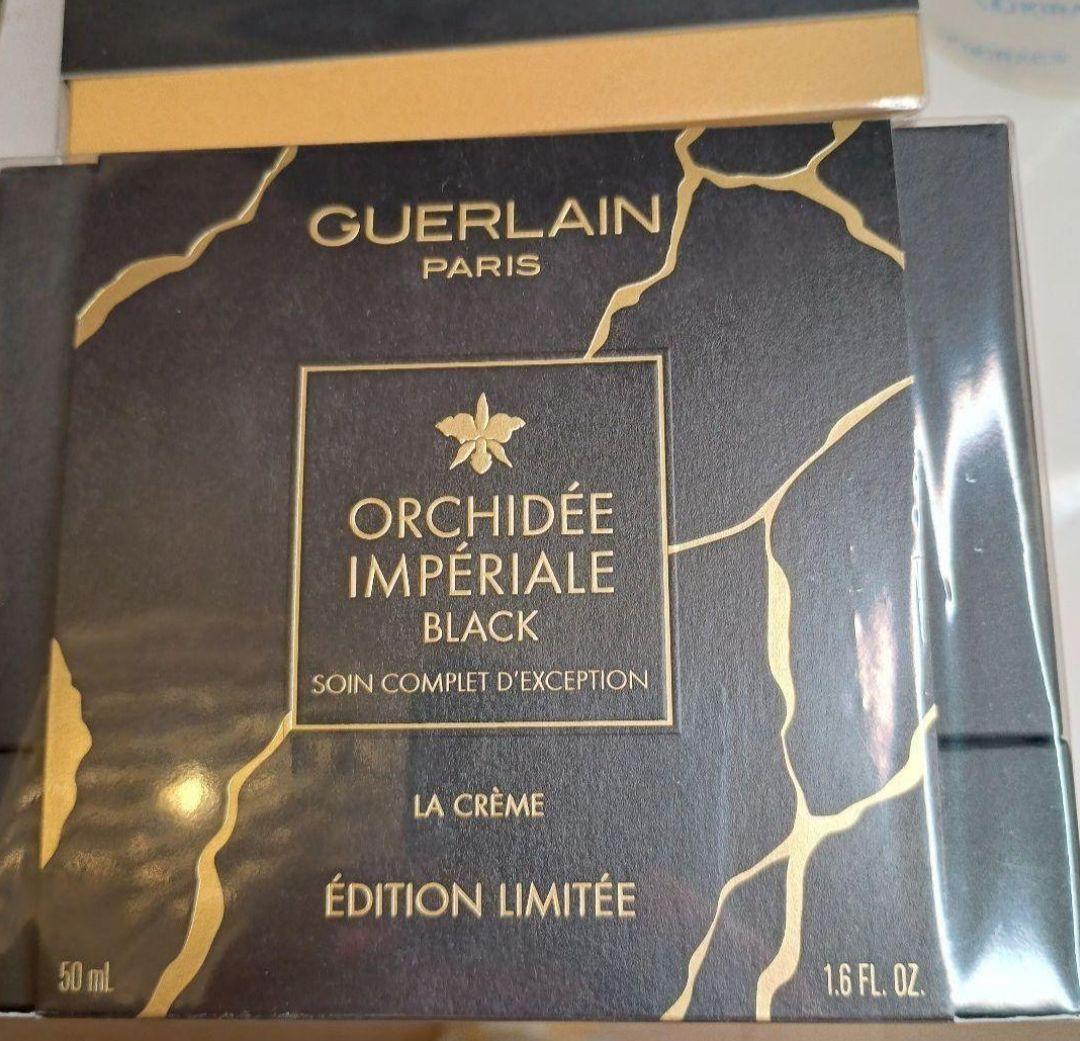 GUERLAIN
PARIS
ORCHIDÉE
IMPÉRIALE
BLACK
SOIN COMPLET D'EXCEPTION
LA CRÈME
ÉDITION LIMITÉE
50 mL
1.6 FL. OZ.